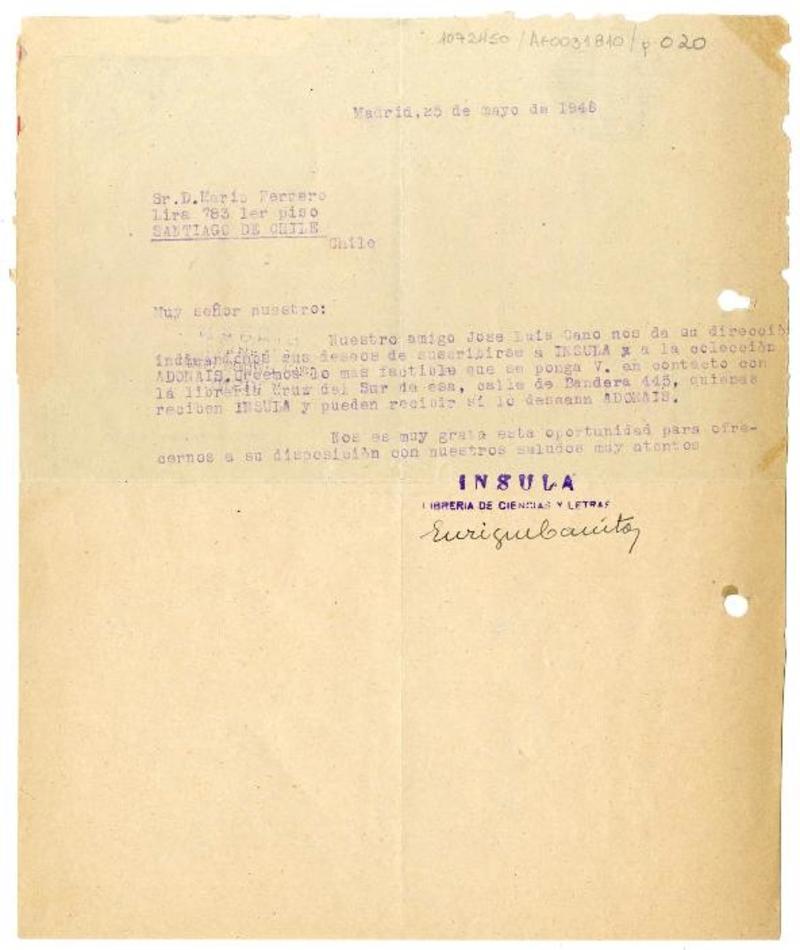 1072450 / AE0031810 / p 020
Madrid, 25 de mayo de 1948
Sr.D.Mario Ferrero
Lira 783 1er piso
SANTIAGO DE CHILE
Chile
Muy señor nuestro:
Nuestro amigo Jose Luis Cano nos da su dirección
indicandonos sus deseos de suscribirse a INSULA y a la colección
ADONAIS. Creemos lo mas factible que se ponga V. en contacto con
la libreria Cruz del Sur de esa, calle de Bandera 445, quienes
reciben INSULA y pueden recibir si lo desean ADONAIS.
Nos es muy grata esta oportunidad para ofre-
cernos a su disposición con nuestros saludos muy atentos
INSULA
LIBRERIA DE CIENCIAS Y LETRAS
Enrique Canito